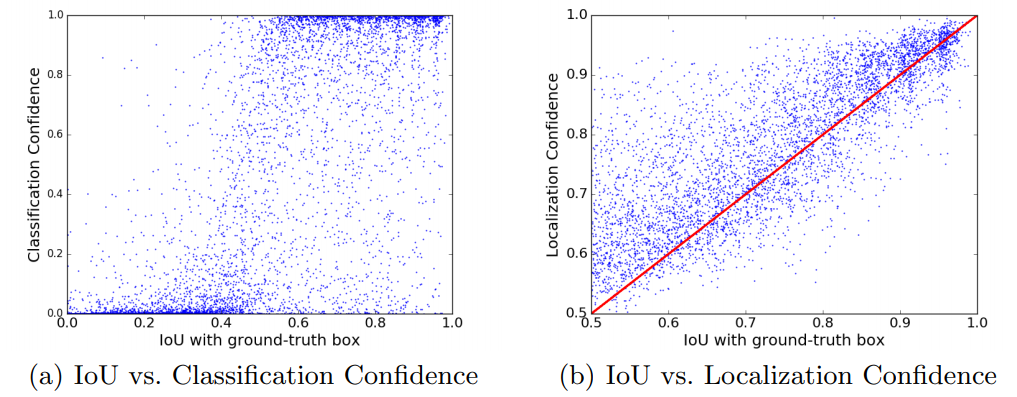 1.0
0.8
0.6
0.4
0.2
0.0
Classification Confidence
0.0 0.2 0.4 0.6 0.8 1.0
IoU with ground-truth box
(a) IoU vs. Classification Confidence
1.0
0.9
0.8
0.7
0.6
0.5
Localization Confidence
0.5 0.6 0.7 0.8 0.9 1.0
IoU with ground-truth box
(b) IoU vs. Localization Confidence